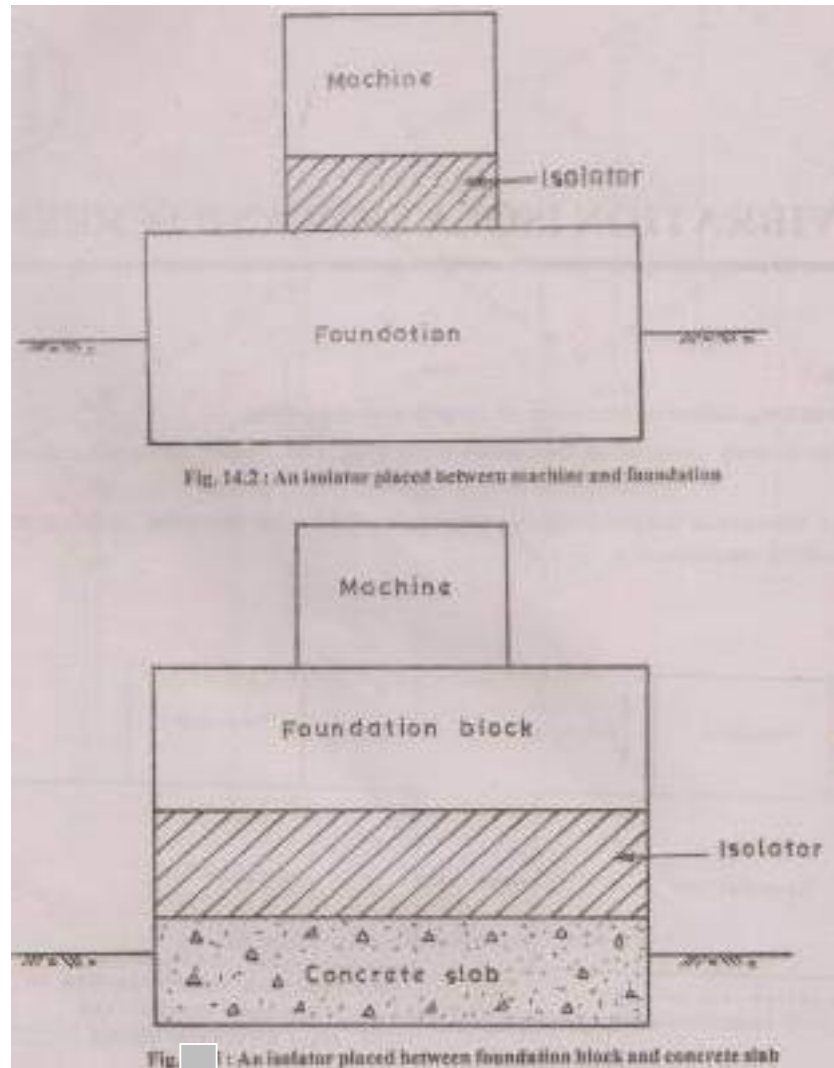 Machine
Isolator
Foundation
Fig. 14.2 : An isolator placed between machine and foundation
Machine
Foundation block
Isolator
Concrete slab
Fig. : An isolator placed between foundation block and concrete slab